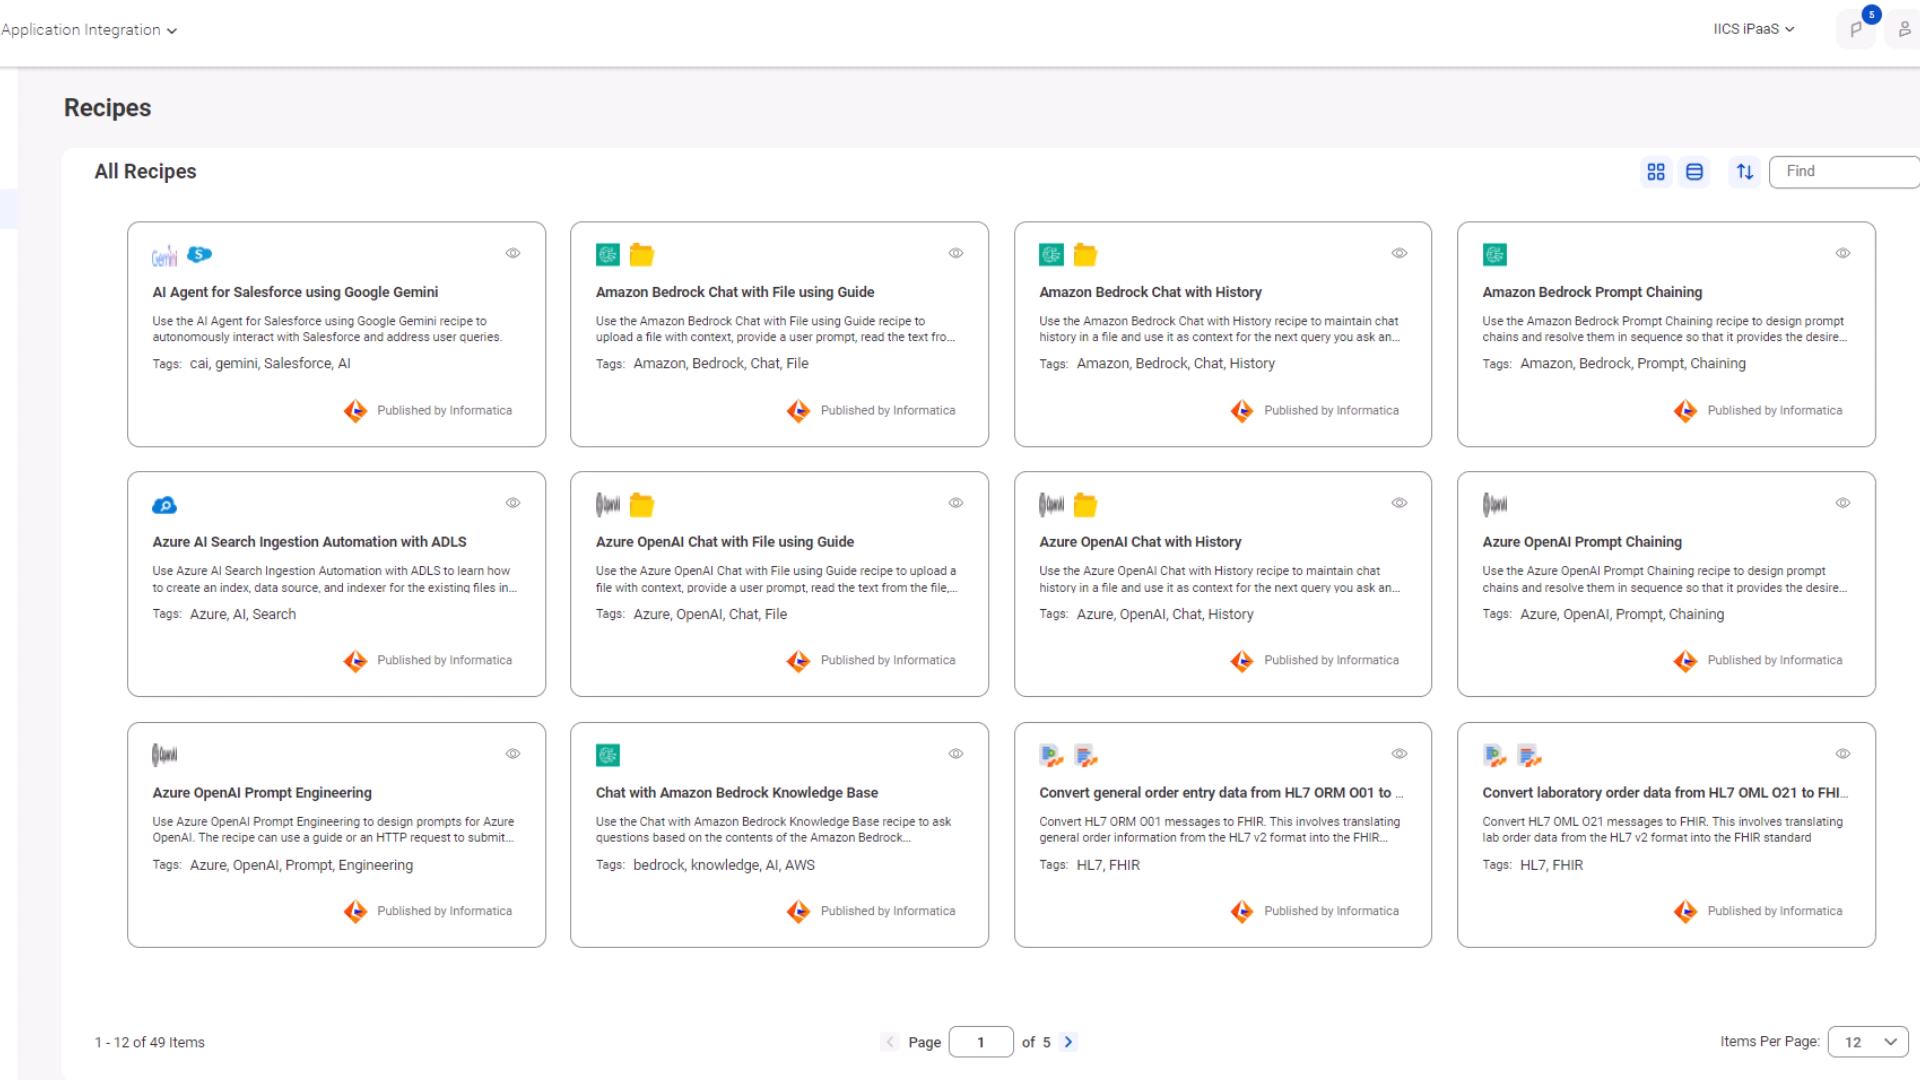 Application Integration
IICS iPaaS
5
Recipes
All Recipes
Find
Gemini
S
AI Agent for Salesforce using Google Gemini
Use the AI Agent for Salesforce using Google Gemini recipe to
autonomously interact with Salesforce and address user queries.
Tags: cai, gemini, Salesforce, AI
Published by Informatica
Amazon Bedrock Chat with File using Guide
Use the Amazon Bedrock Chat with File using Guide recipe to
upload a file with context, provide a user prompt, read the text fro...
Tags: Amazon, Bedrock, Chat, File
Published by Informatica
Amazon Bedrock Chat with History
Use the Amazon Bedrock Chat with History recipe to maintain chat
history in a file and use it as context for the next query you ask an...
Tags: Amazon, Bedrock, Chat, History
Published by Informatica
Amazon Bedrock Prompt Chaining
Use the Amazon Bedrock Prompt Chaining recipe to design prompt
chains and resolve them in sequence so that it provides the desire...
Tags: Amazon, Bedrock, Prompt, Chaining
Published by Informatica
Azure AI Search Ingestion Automation with ADLS
Use Azure AI Search Ingestion Automation with ADLS to learn how
to create an index, data source, and indexer for the existing files in...
Tags: Azure, AI, Search
Published by Informatica
OpenAI
Azure OpenAI Chat with File using Guide
Use the Azure OpenAI Chat with File using Guide recipe to upload a
file with context, provide a user prompt, read the text from the file,...
Tags: Azure, OpenAI, Chat, File
Published by Informatica
OpenAI
Azure OpenAI Chat with History
Use the Azure OpenAI Chat with History recipe to maintain chat
history in a file and use it as context for the next query you ask an...
Tags: Azure, OpenAI, Chat, History
Published by Informatica
OpenAI
Azure OpenAI Prompt Chaining
Use the Azure OpenAI Prompt Chaining recipe to design prompt
chains and resolve them in sequence so that it provides the desire...
Tags: Azure, OpenAI, Prompt, Chaining
Published by Informatica
OpenAI
Azure OpenAI Prompt Engineering
Use Azure OpenAI Prompt Engineering to design prompts for Azure
OpenAI. The recipe can use a guide or an HTTP request to submit...
Tags: Azure, OpenAI, Prompt, Engineering
Published by Informatica
Chat with Amazon Bedrock Knowledge Base
Use the Chat with Amazon Bedrock Knowledge Base recipe to ask
questions based on the contents of the Amazon Bedrock...
Tags: bedrock, knowledge, AI, AWS
Published by Informatica
Convert general order entry data from HL7 ORM O01 to ...
Convert HL7 ORM O01 messages to FHIR. This involves translating
general order information from the HL7 v2 format into the FHIR...
Tags: HL7, FHIR
Published by Informatica
Convert laboratory order data from HL7 OML O21 to FHI...
Convert HL7 OML O21 messages to FHIR. This involves translating
lab order data from the HL7 v2 format into the FHIR standard
Tags: HL7, FHIR
Published by Informatica
1 - 12 of 49 Items
Page 1 of 5
Items Per Page: 12